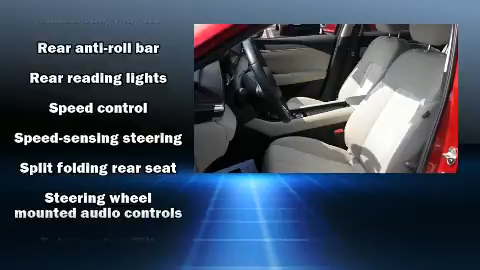 Rear anti-roll bar
Rear reading lights
Speed control
Speed-sensing steering
Split folding rear seat
Steering wheel
mounted audio controls